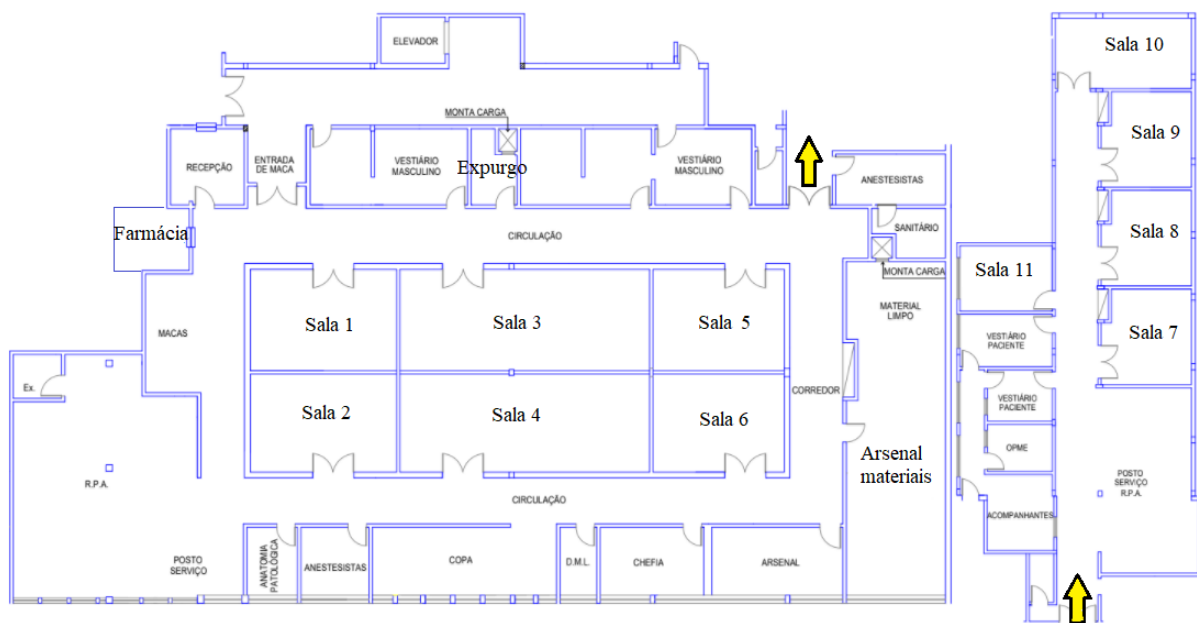 ELEVADOR
Sala 10
MONTA CARGA
RECEPÇÃO
ENTRADA
DE MACA
VESTIÁRIO
MASCULINO
Expurgo
VESTIÁRIO
MASCULINO
ANESTESISTAS
Sala 9
Farmácia
CIRCULAÇÃO
SANITÁRIO
MONTA CARGA
Sala 8
Sala 11
MACAS
Sala 1
Sala 3
Sala 5
MATERIAL
LIMPO
VESTIÁRIO
PACIENTE
Sala 7
Ex.
CORREDOR
Sala 2
Sala 4
Sala 6
VESTIÁRIO
PACIENTE
Arsenal
materiais
OPME
R.P.A.
CIRCULAÇÃO
POSTO
SERVIÇO
R.P.A.
ACOMPANHANTES
POSTO
SERVIÇO
ANATOMIA
PATOLÓGICA
ANESTESISTAS
COPA
D.M.L.
CHEFIA
ARSENAL